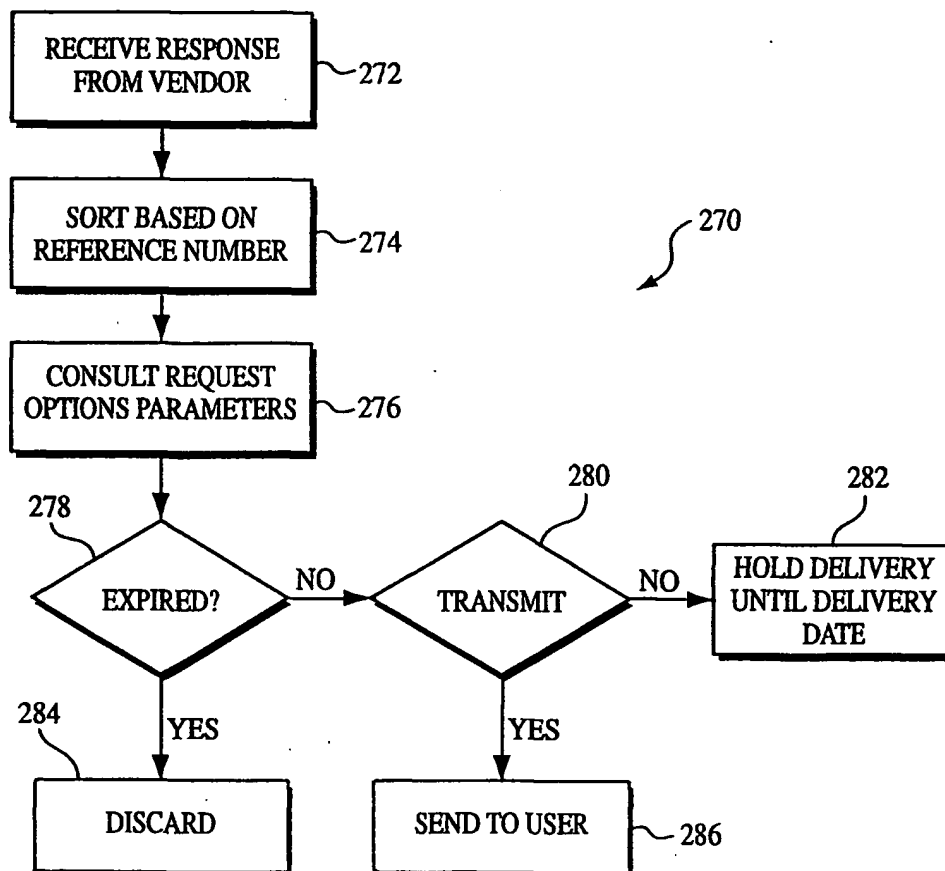 RECEIVE RESPONSE
FROM VENDOR
272
SORT BASED ON
REFERENCE NUMBER
274
270
CONSULT REQUEST
OPTIONS PARAMETERS
276
278
280
282
EXPIRED?
NO
TRANSMIT
NO
HOLD DELIVERY
UNTIL DELIVERY
DATE
284
YES
YES
DISCARD
SEND TO USER
286